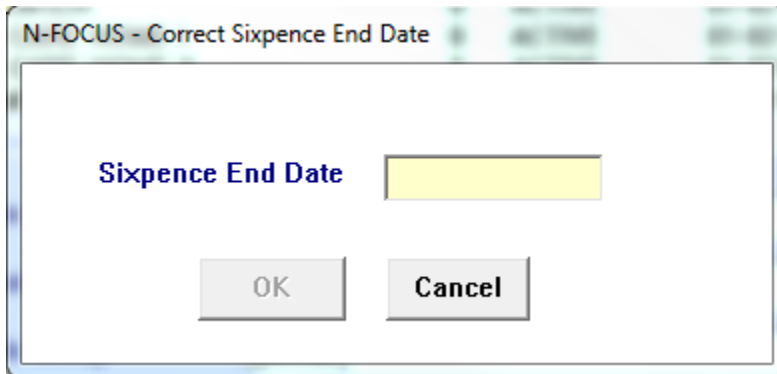 N-FOCUS - Correct Sixpence End Date
Sixpence End Date
OK
Cancel